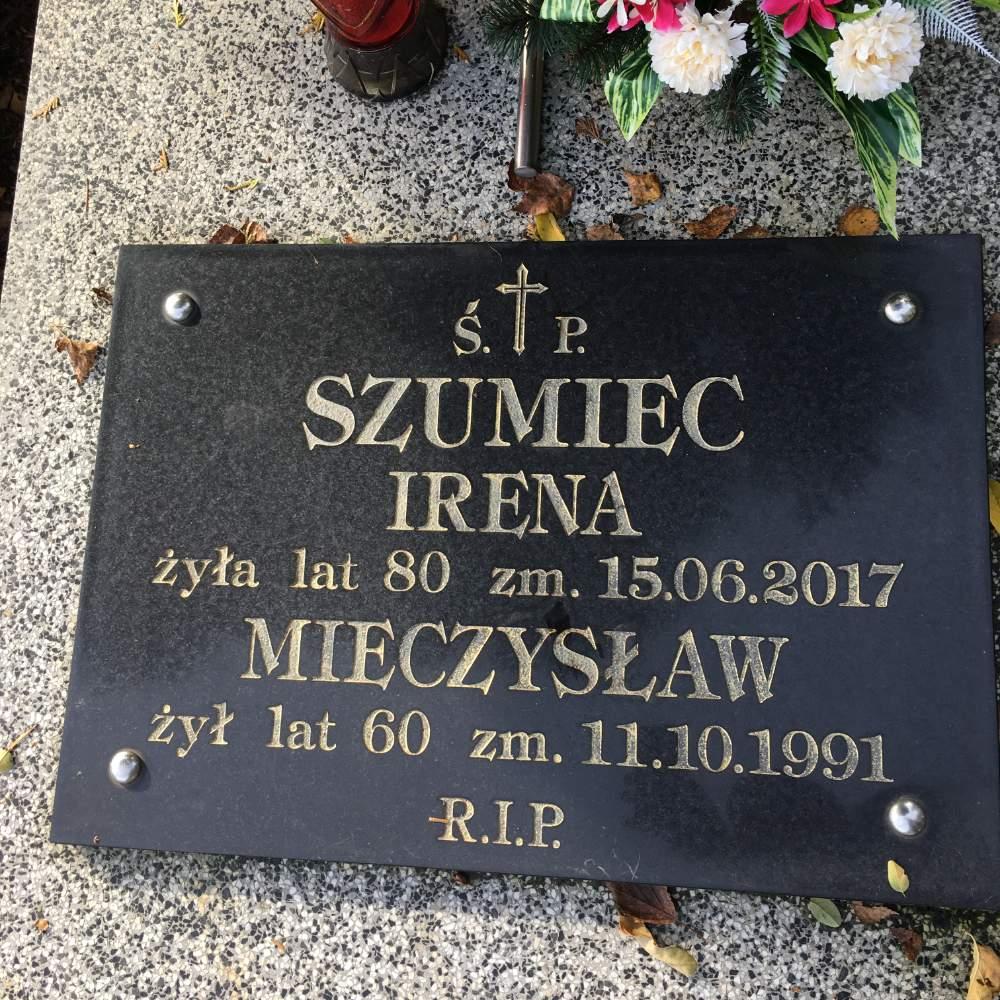 Ś. P.
SZUMIEC
IRENA
żyła lat 80 zm. 15.06.2017
MIECZYSŁAW
żył lat 60 zm. 11.10.1991
R.I.P.